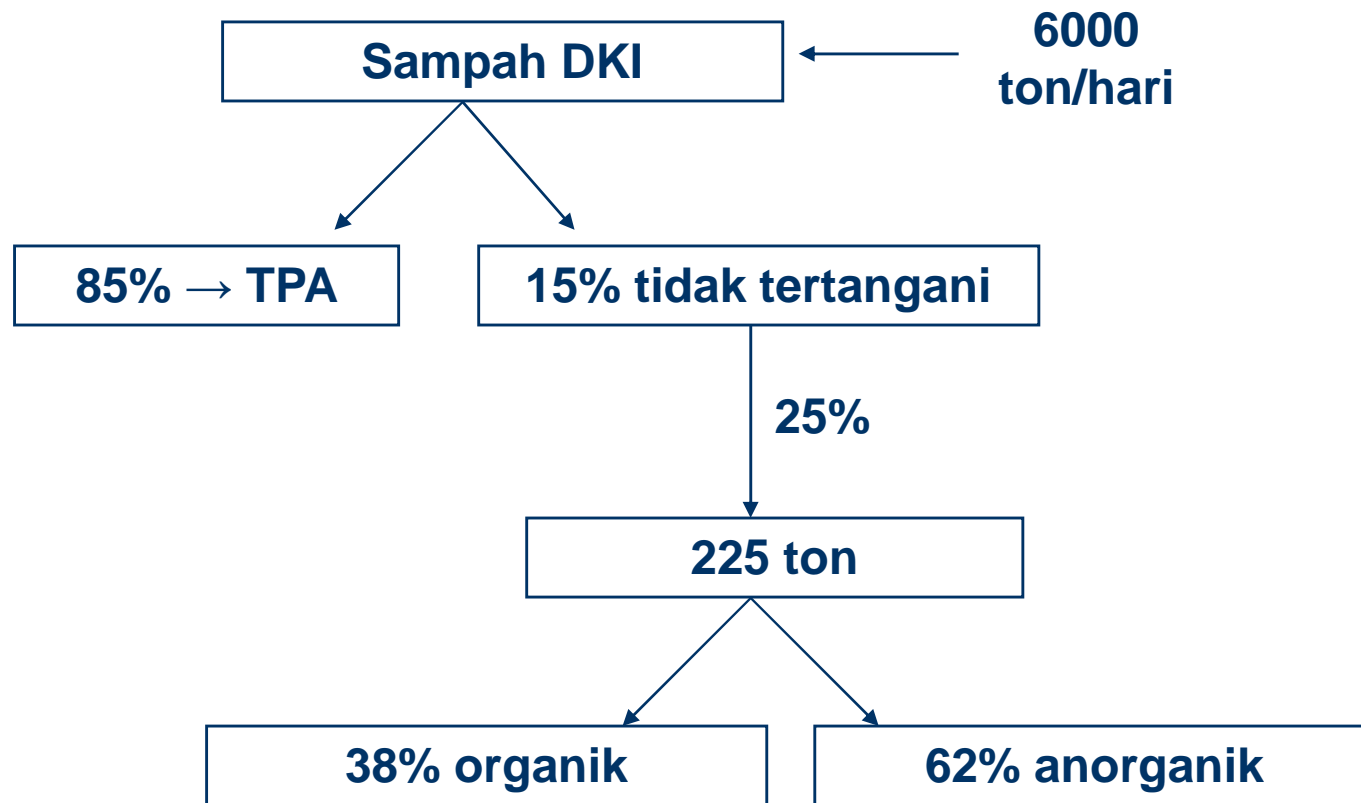 Sampah DKI
6000
ton/hari
85% → TPA
15% tidak tertangani
25%
225 ton
38% organik
62% anorganik